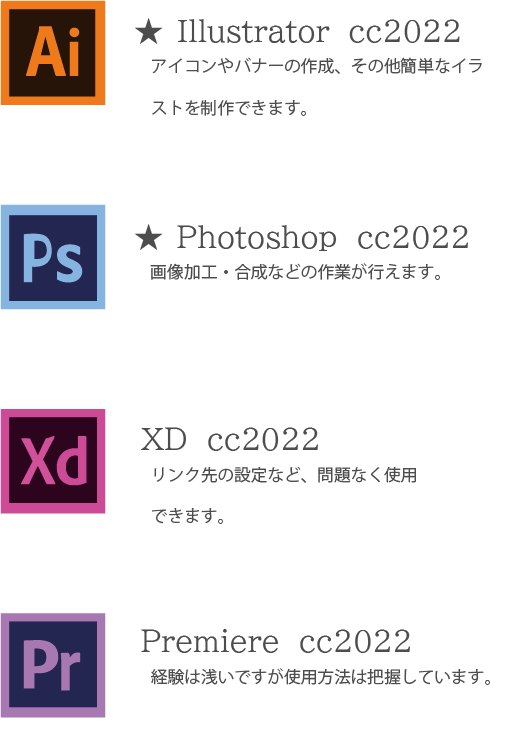 Ai
★ Illustrator cc2022
アイコンやバナーの作成、その他簡単なイラ
ストを制作できます。
Ps
★ Photoshop cc2022
画像加工・合成などの作業が行えます。
Xd
XD cc2022
リンク先の設定など、問題なく使用
できます。
Pr
Premiere cc2022
経験は浅いですが使用方法は把握しています。